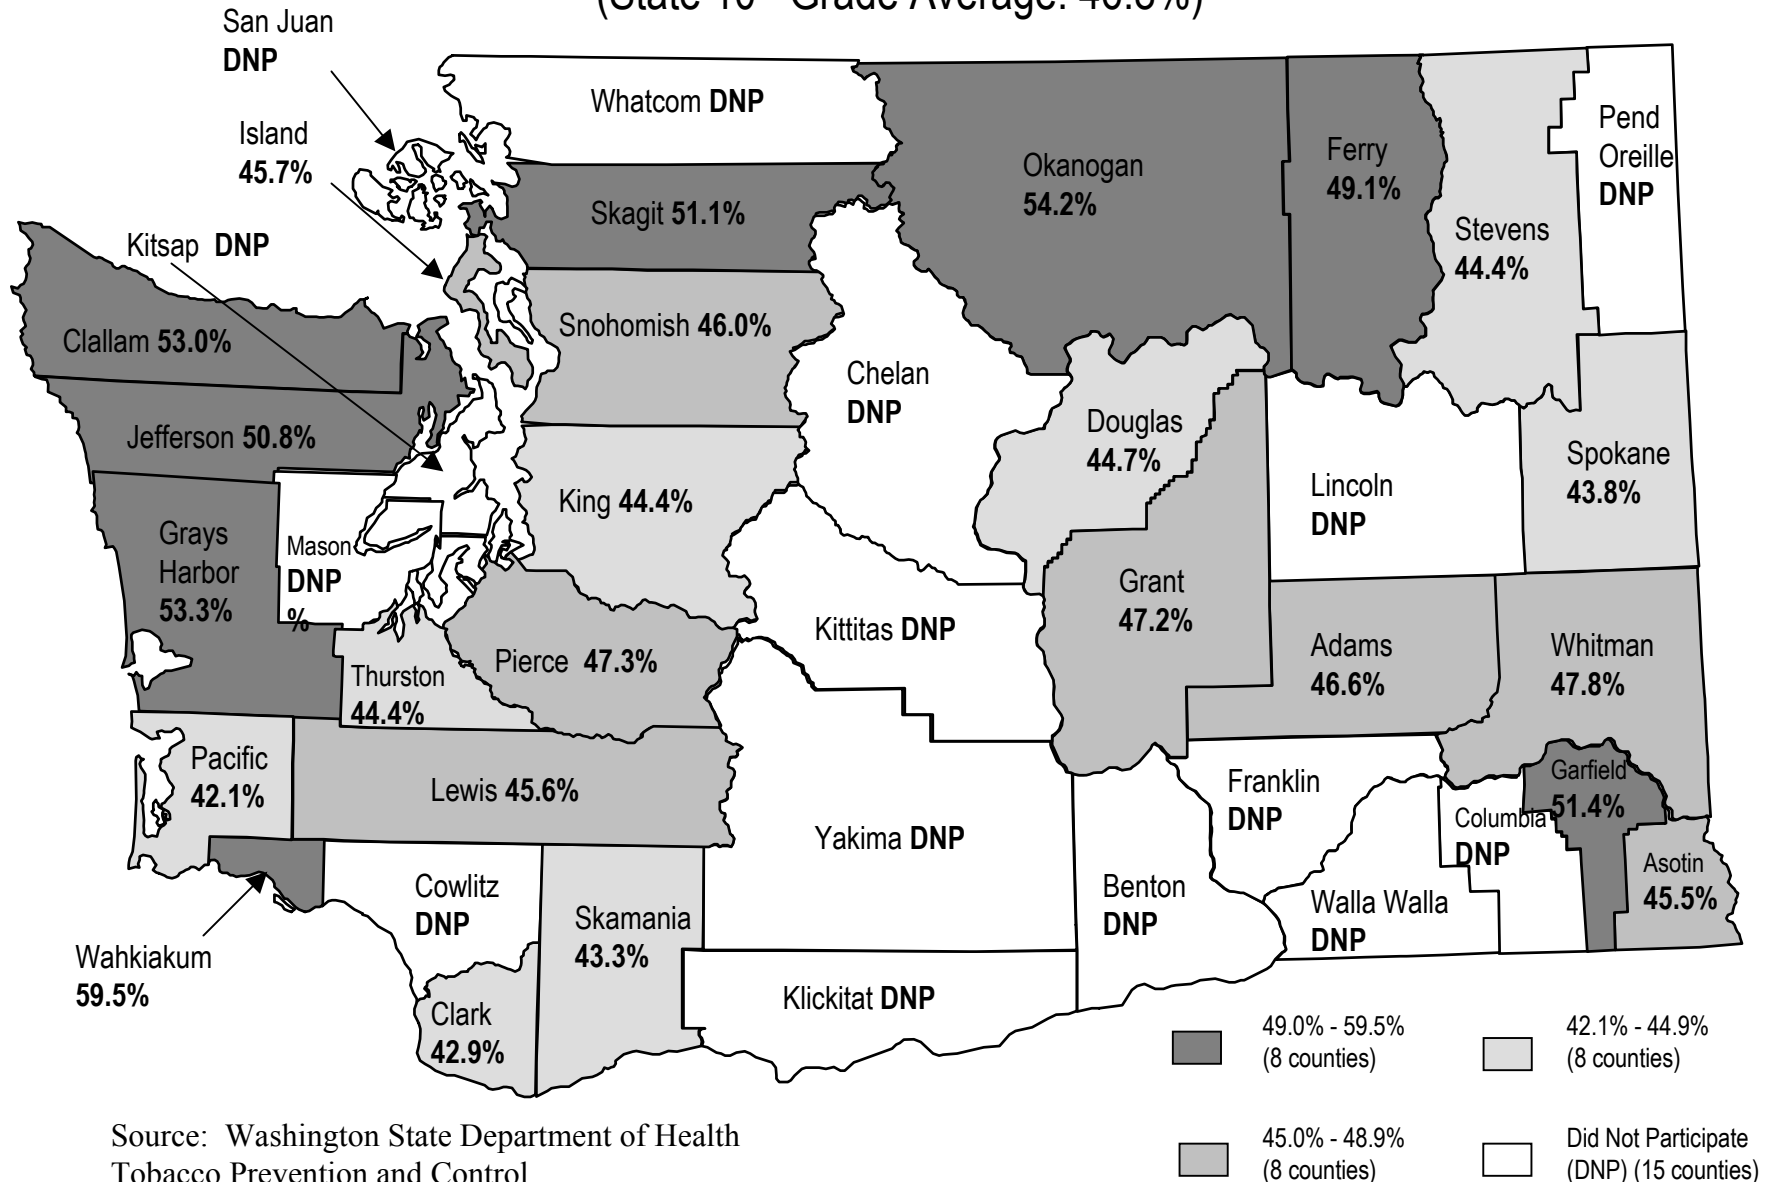 (State 10 Grade Average: 46.8%)
San Juan
DNP
Island
45.7%
Kitsap DNP
Whatcom DNP
Skagit 51.1%
Snohomish 46.0%
King 44.4%
Okanogan
54.2%
Ferry
49.1%
Stevens
44.4%
Pend
Oreille
DNP
Clallam 53.0%
Jefferson 50.8%
Grays
Harbor
53.3%
Mason
DNP
%
Thurston
44.4%
Pierce 47.3%
Chelan
DNP
Douglas
44.7%
Lincoln
DNP
Spokane
43.8%
Kittitas DNP
Grant
47.2%
Adams
46.6%
Whitman
47.8%
Pacific
42.1%
Lewis 45.6%
Yakima DNP
Franklin
DNP
Garfield
51.4%
Columbia
DNP
Asotin
45.5%
Wahkiakum
59.5%
Cowlitz
DNP
Skamania
43.3%
Clark
42.9%
Klickitat DNP
Benton
DNP
Walla Walla
DNP
49.0% - 59.5%
(8 counties)
42.1% - 44.9%
(8 counties)
45.0% - 48.9%
(8 counties)
Did Not Participate
(DNP) (15 counties)
Source: Washington State Department of Health
Tobacco Prevention and Control